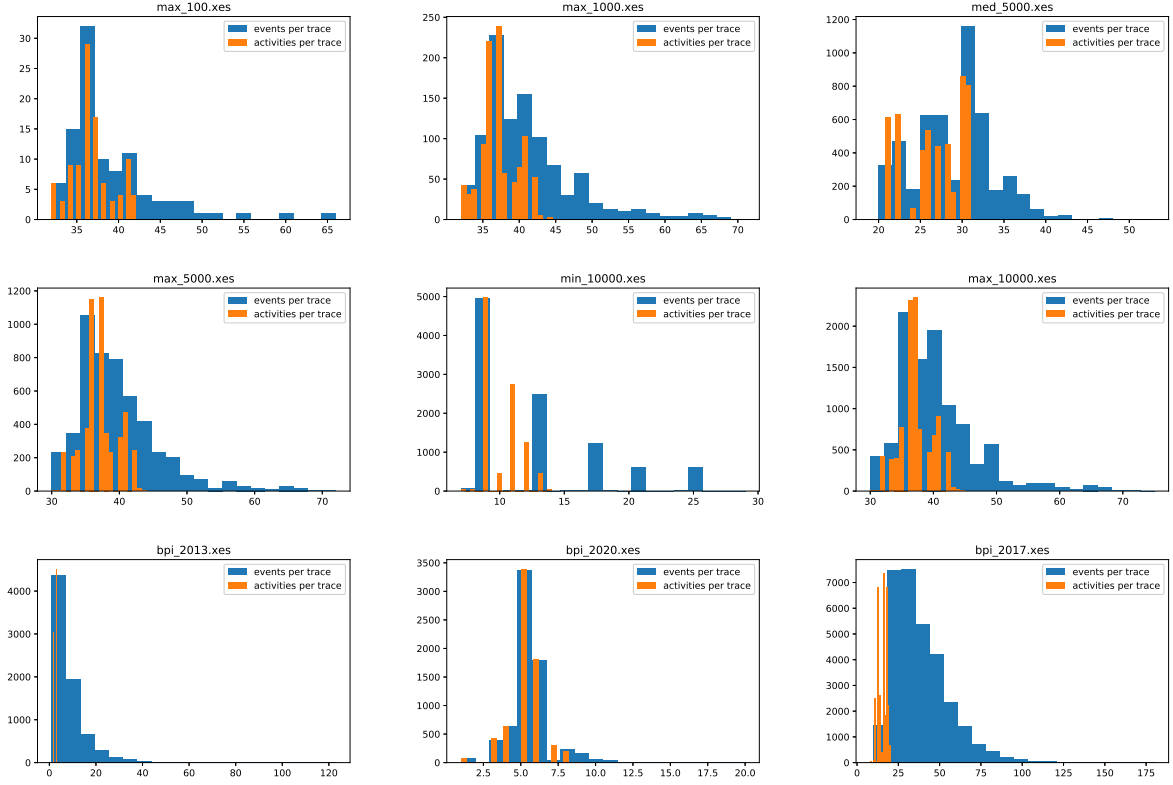 max_100.xes
max_1000.xes
med_5000.xes
events per trace
activities per trace
30
25
20
15
10
5
0
35 40 45 50 55 60 65
events per trace
activities per trace
250
200
150
100
50
0
35 40 45 50 55 60 65 70
events per trace
activities per trace
1200
1000
800
600
400
200
0
20 25 30 35 40 45 50
max_5000.xes
min_10000.xes
max_10000.xes
events per trace
activities per trace
1200
1000
800
600
400
200
0
30 40 50 60 70
events per trace
activities per trace
5000
4000
3000
2000
1000
0
10 15 20 25 30
events per trace
activities per trace
2000
1500
1000
500
0
30 40 50 60 70
bpi_2013.xes
bpi_2020.xes
bpi_2017.xes
events per trace
activities per trace
4000
3000
2000
1000
0
0 20 40 60 80 100 120
events per trace
activities per trace
3500
3000
2500
2000
1500
1000
500
0
2.5 5.0 7.5 10.0 12.5 15.0 17.5 20.0
events per trace
activities per trace
7000
6000
5000
4000
3000
2000
1000
0
0 25 50 75 100 125 150 175